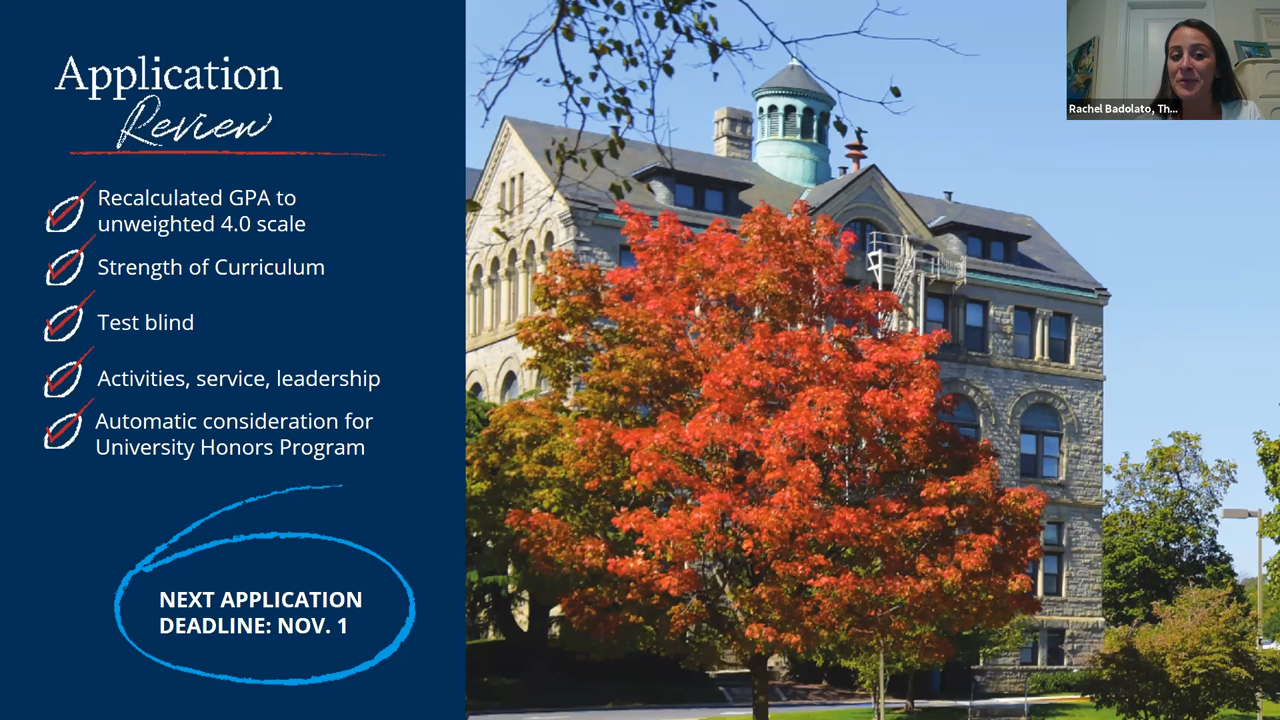 Application
Review
Recalculated GPA to
unweighted 4.0 scale
Strength of Curriculum
Test blind
Activities, service, leadership
Automatic consideration for
University Honors Program
NEXT APPLICATION
DEADLINE: NOV. 1
Rachel Badolato, Th...